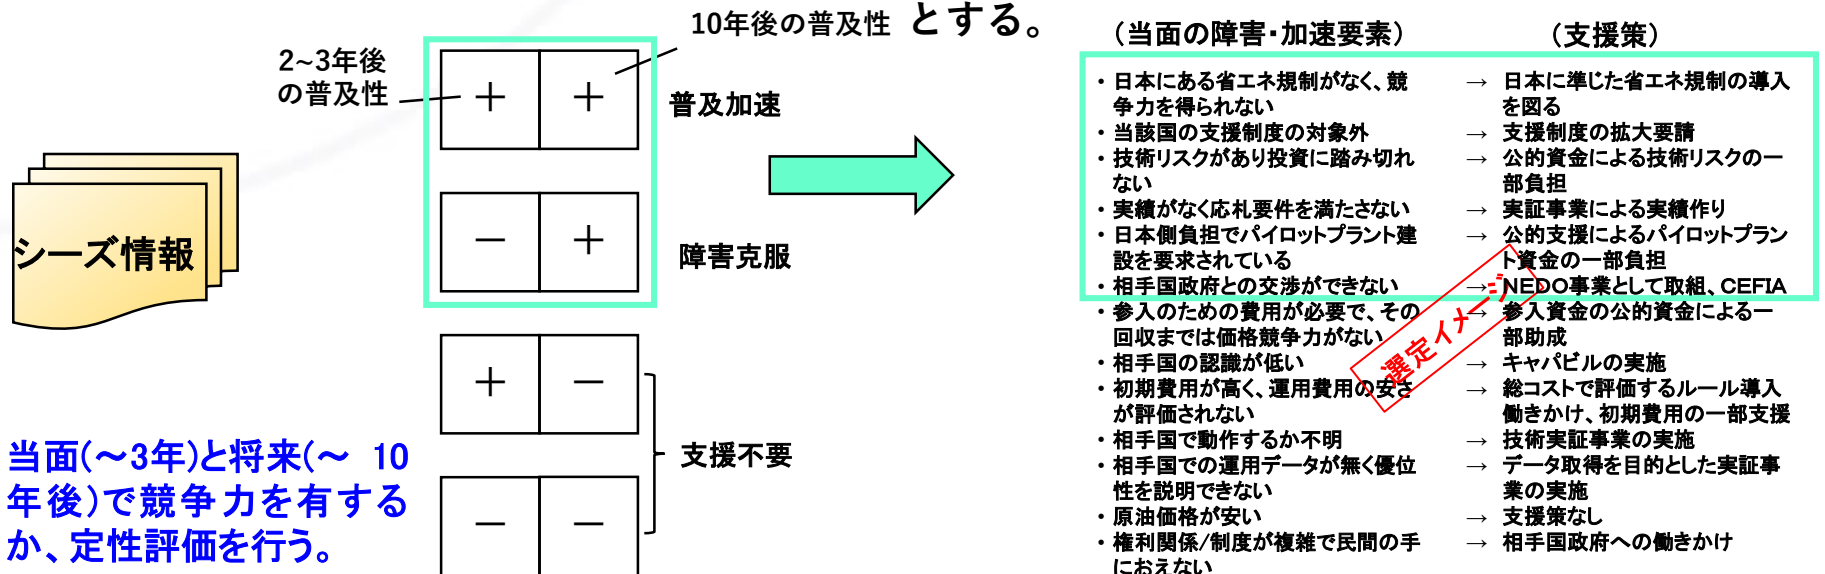 10年後の普及性 とする。
2~3年後
の普及性
＋ ＋
普及加速
－ ＋
障害克服
＋ －
－ －
支援不要
シーズ情報
当面(～3年)と将来(～ 10
年後)で競争力を有する
か、定性評価を行う。
（当面の障害・加速要素）
（支援策）
・日本にある省エネ規制がなく、競
争力を得られない
→ 日本に準じた省エネ規制の導入
を図る
・当該国の支援制度の対象外
→ 支援制度の拡大要請
・技術リスクがあり投資に踏み切れ
ない
→ 公的資金による技術リスクの一
部負担
・実績がなく応札要件を満たさない
→ 実証事業による実績作り
・日本側負担でパイロットプラント建
設を要求されている
→ 公的支援によるパイロットプラン
ト資金の一部負担
・相手国政府との交渉ができない
→ NEDO事業として取組、CEFIA
・参入のための費用が必要で、その
回収までは価格競争力がない
→ 参入資金の公的資金による一
部助成
・相手国の認識が低い
→ キャパビルの実施
・初期費用が高く、運用費用の安さ
が評価されない
→ 総コストで評価するルール導入
働きかけ、初期費用の一部支援
・相手国で動作するか不明
→ 技術実証事業の実施
・相手国での運用データが無く優位
性を説明できない
→ データ取得を目的とした実証事
業の実施
・原油価格が安い
→ 支援策なし
・権利関係/制度が複雑で民間の手
におえない
→ 相手国政府への働きかけ
選定イメージ